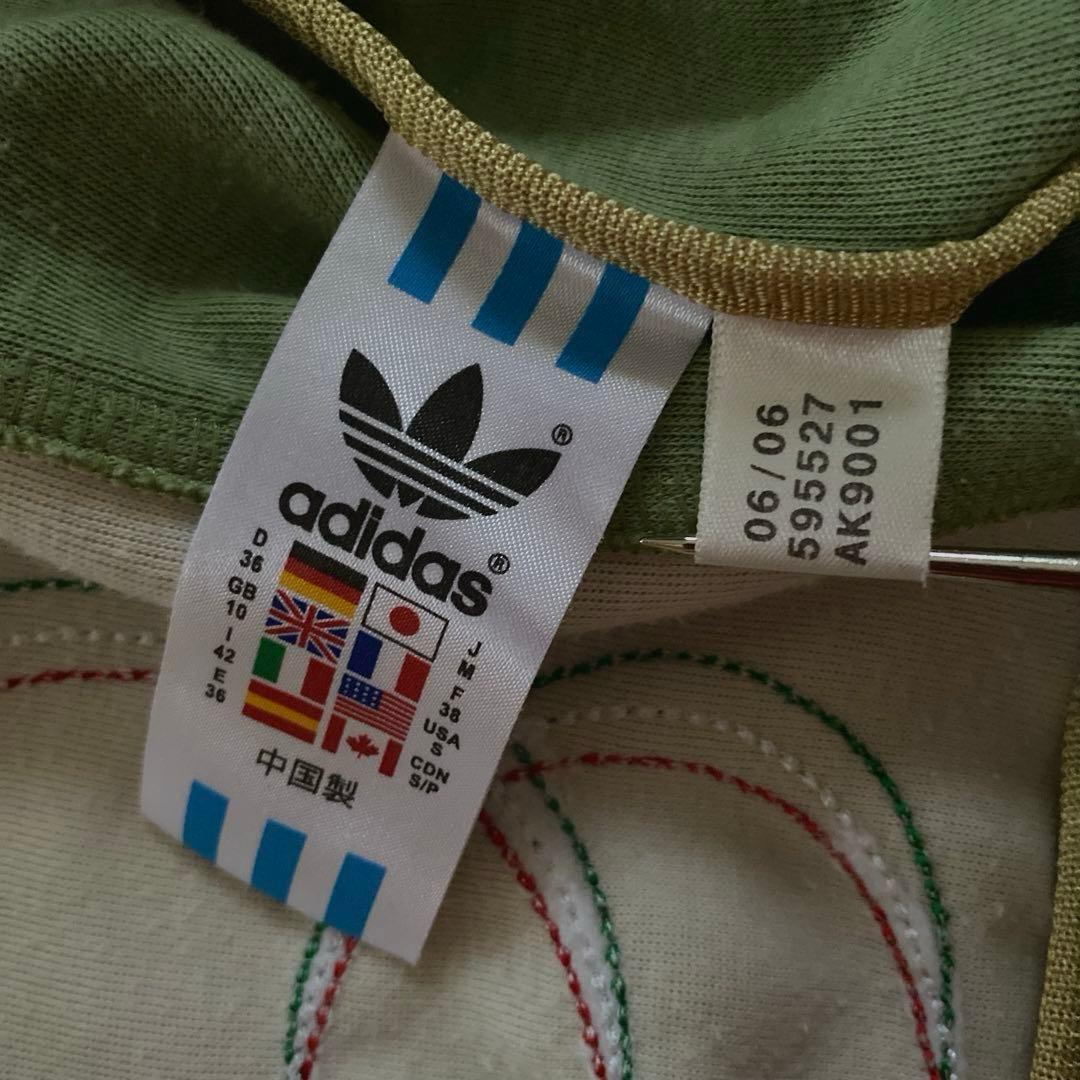 ®
adidas®
D
36
GB
10
I
42
E
36
J
M
F
38
USA
S
CDN
S/P
中国製
06/06
595527
AK9001